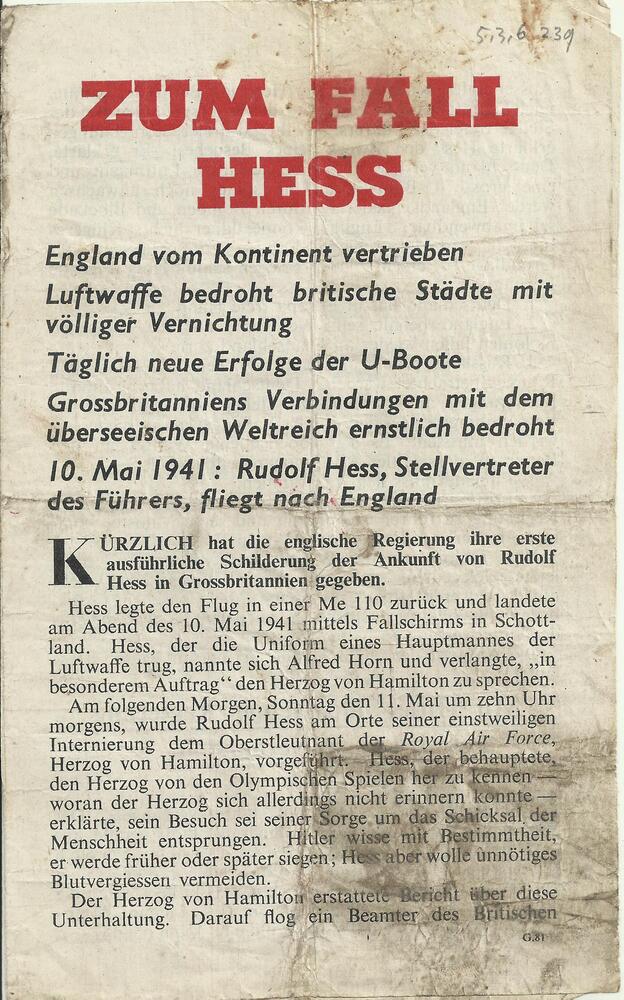 5.3.6.239
ZUM FALL
HESS
England vom Kontinent vertrieben
Luftwaffe bedroht britische Städte mit
völliger Vernichtung
Täglich neue Erfolge der U-Boote
Grossbritanniens Verbindungen mit dem
überseeischen Weltreich ernstlich bedroht
10. Mai 1941 : Rudolf Hess, Stellvertreter
des Führers, fliegt nach England
KÜRZLICH hat die englische Regierung ihre erste
ausführliche Schilderung der Ankunft von Rudolf
Hess in Grossbritannien gegeben.
Hess legte den Flug in einer Me 110 zurück und landete
am Abend des 10. Mai 1941 mittels Fallschirms in Schott-
land. Hess, der die Uniform eines Hauptmannes der
Luftwaffe trug, nannte sich Alfred Horn und verlangte, „in
besonderem Auftrag“ den Herzog von Hamilton zu sprechen.
Am folgenden Morgen, Sonntag den 11. Mai um zehn Uhr
morgens, wurde Rudolf Hess am Orte seiner einstweiligen
Internierung dem Oberstleutnant der Royal Air Force,
Herzog von Hamilton, vorgeführt. Hess, der behauptete,
den Herzog von den Olympischen Spielen her zu kennen —
woran der Herzog sich allerdings nicht erinnern konnte —
erklärte, sein Besuch sei seiner Sorge um das Schicksal der
Menschheit entsprungen. Hitler wisse mit Bestimmtheit,
er werde früher oder später siegen; Hess aber wolle unnötiges
Blutvergiessen vermeiden.
Der Herzog von Hamilton erstattete Bericht über diese
Unterhaltung. Darauf flog ein Beamter des Britischen
1
G.81